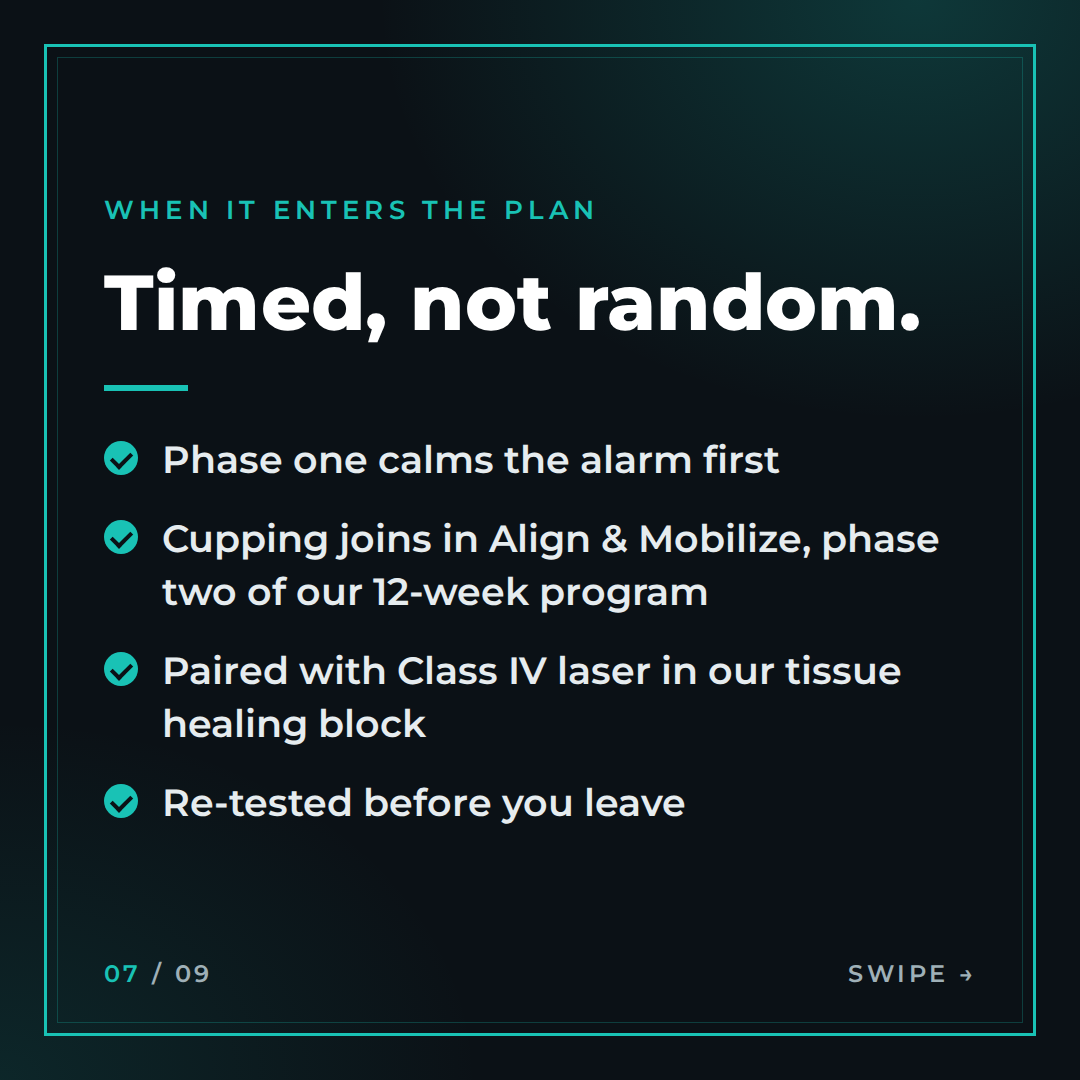 WHEN IT ENTERS THE PLAN
Timed, not random.
Phase one calms the alarm first
Cupping joins in Align & Mobilize, phase
two of our 12-week program
Paired with Class IV laser in our tissue
healing block
Re-tested before you leave
07 / 09
SWIPE →